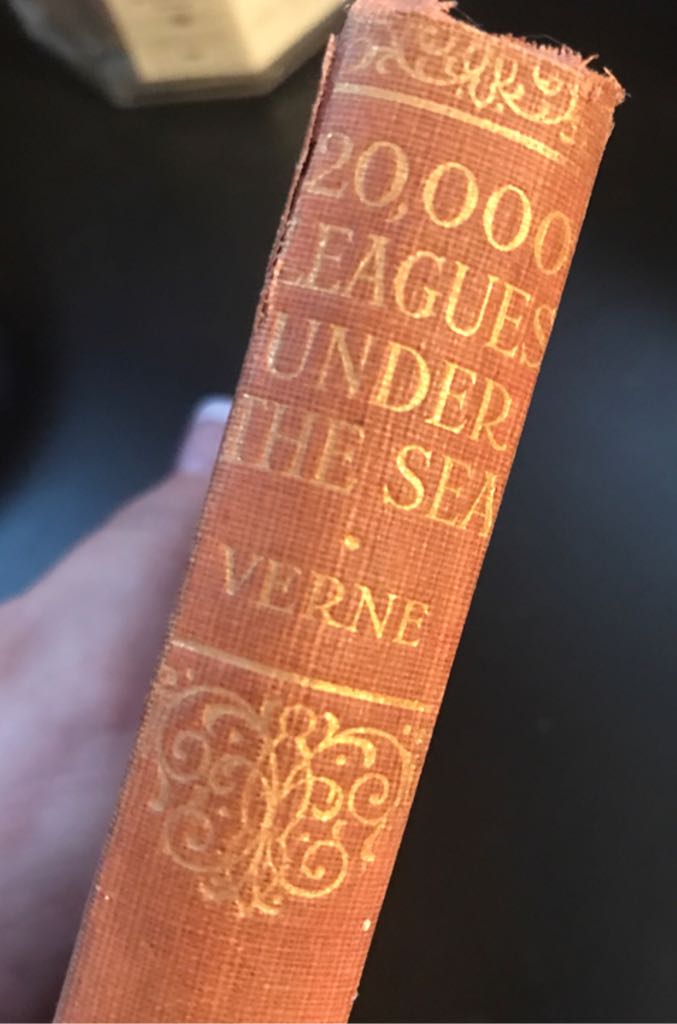 20,000
LEAGUES
UNDER
THE SEA
VERNE